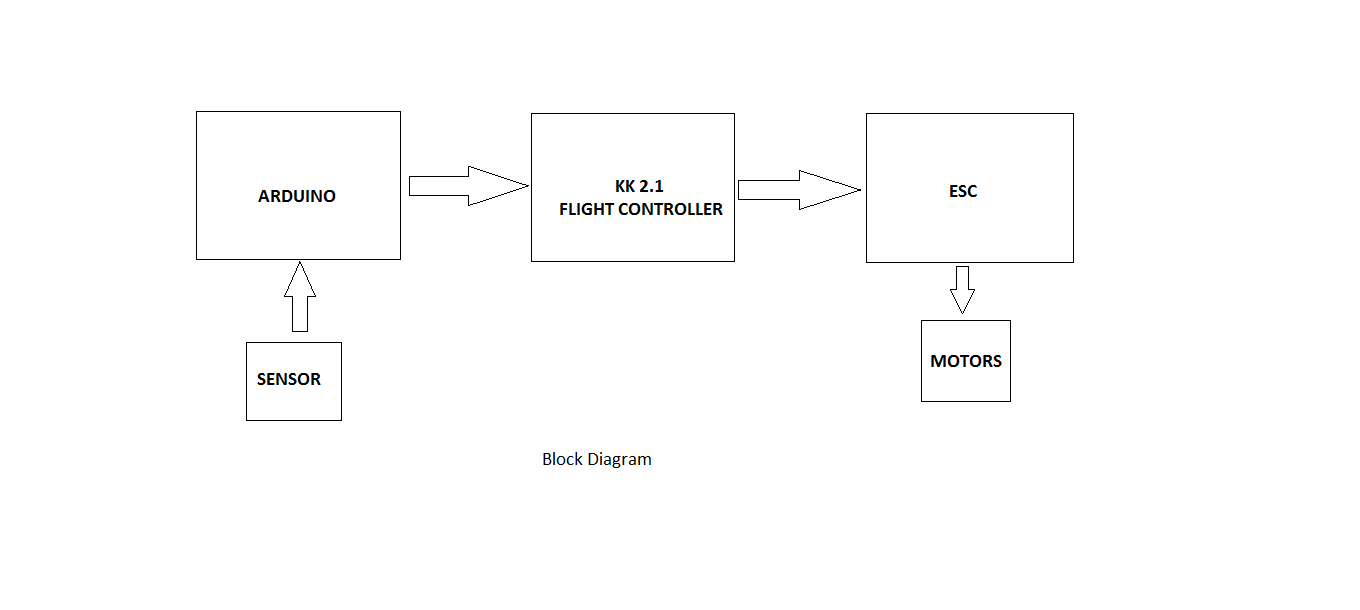 ARDUINO
KK 2.1
FLIGHT CONTROLLER
ESC
SENSOR
MOTORS
Block Diagram